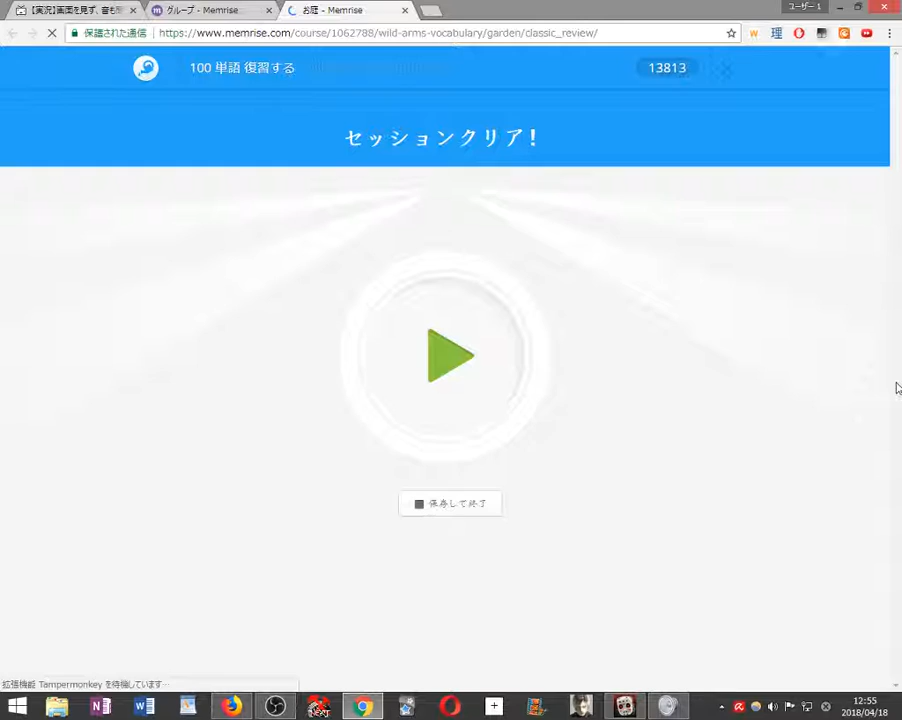 【実況】画面を見ず、音も
グループ - Memrise
お庭 - Memrise
ユーザー 1
保護された通信
https://www.memrise.com/course/1062788/wild-arms-vocabulary/garden/classic_review/
100 単語 復習する
13813
セッションクリア!
保存して終了
拡張機能 Tampermonkey を待機しています…
12:55
2018/04/18